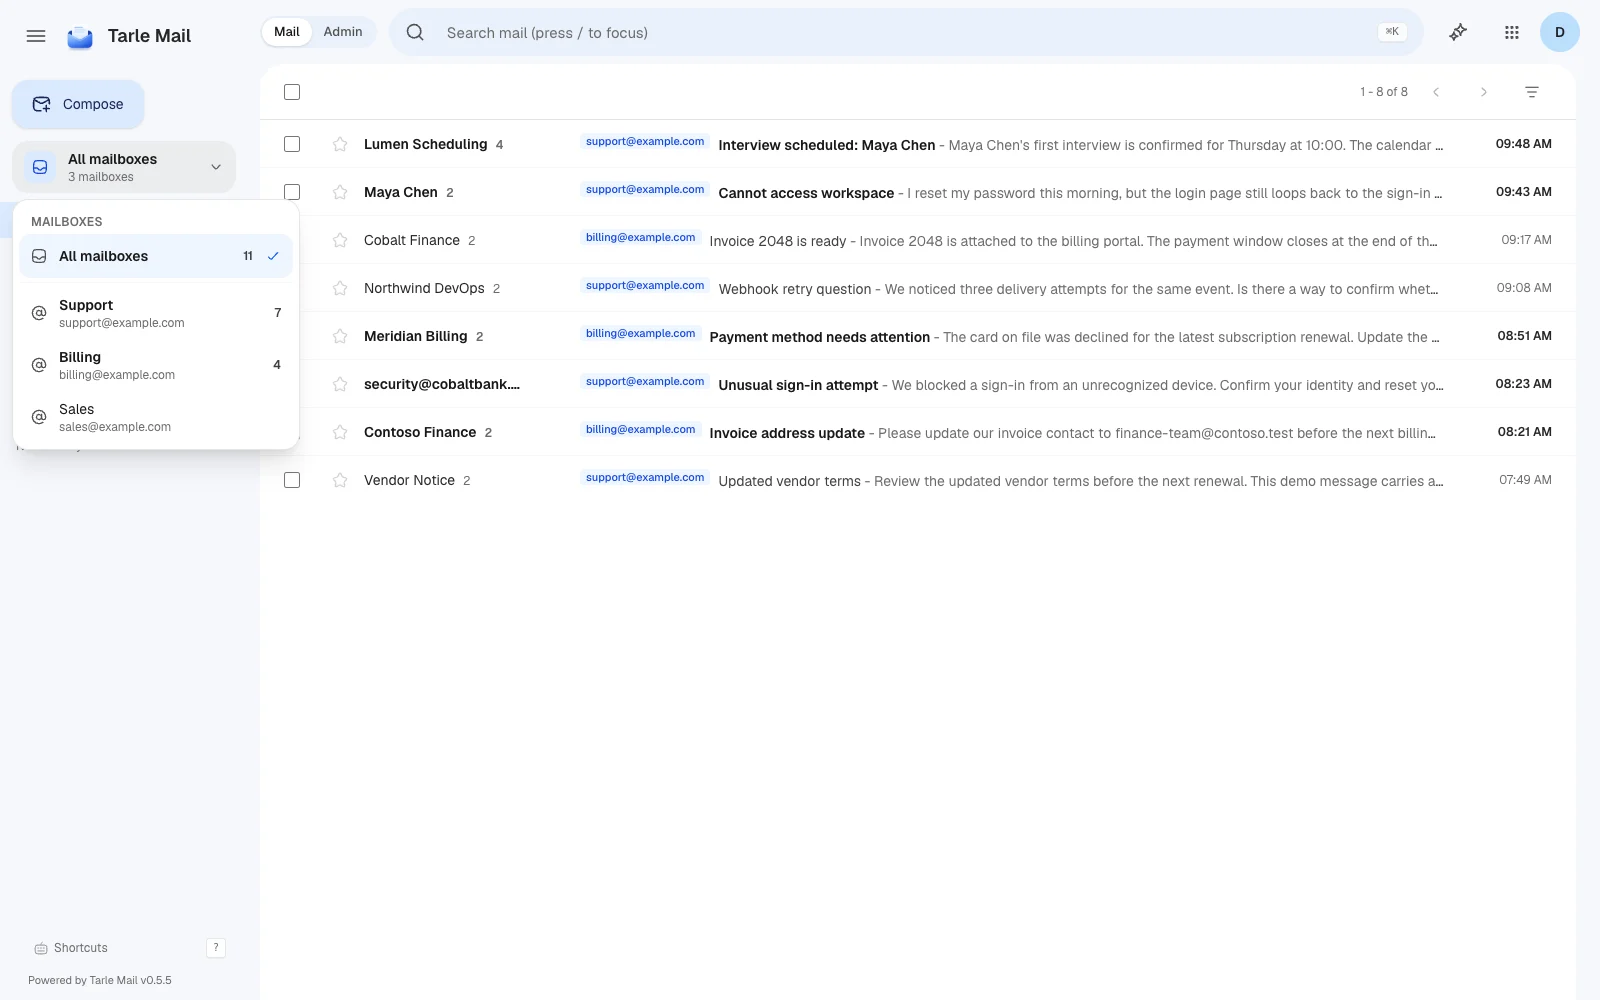 Tarle Mail
Mail
Admin
Search mail (press / to focus)
⌘K
D
Compose
All mailboxes
3 mailboxes
MAILBOXES
All mailboxes 11
Support
support@example.com
7
Billing
billing@example.com
4
Sales
sales@example.com
Shortcuts ?
Powered by Tarle Mail v0.5.5
1 - 8 of 8
Lumen Scheduling 4 support@example.com Interview scheduled: Maya Chen - Maya Chen's first interview is confirmed for Thursday at 10:00. The calendar ... 09:48 AM
Maya Chen 2 support@example.com Cannot access workspace - I reset my password this morning, but the login page still loops back to the sign-in ... 09:43 AM
Cobalt Finance 2 billing@example.com Invoice 2048 is ready - Invoice 2048 is attached to the billing portal. The payment window closes at the end of th... 09:17 AM
Northwind DevOps 2 support@example.com Webhook retry question - We noticed three delivery attempts for the same event. Is there a way to confirm whet... 09:08 AM
Meridian Billing 2 billing@example.com Payment method needs attention - The card on file was declined for the latest subscription renewal. Update the ... 08:51 AM
security@cobaltbank.... support@example.com Unusual sign-in attempt - We blocked a sign-in from an unrecognized device. Confirm your identity and reset yo... 08:23 AM
Contoso Finance 2 billing@example.com Invoice address update - Please update our invoice contact to finance-team@contoso.test before the next billin... 08:21 AM
Vendor Notice 2 support@example.com Updated vendor terms - Review the updated vendor terms before the next renewal. This demo message carries a... 07:49 AM